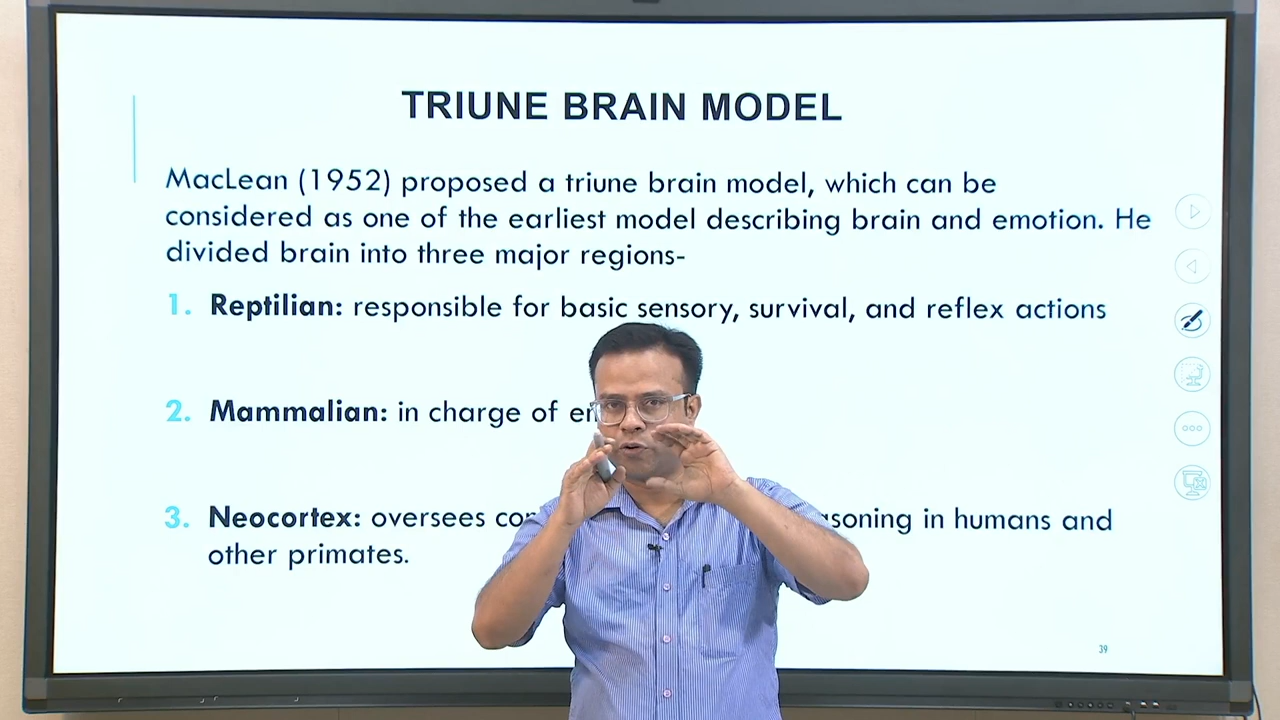 TRIUNE BRAIN MODEL
MacLean (1952) proposed a triune brain model, which can be
considered as one of the earliest model describing brain and emotion. He
divided brain into three major regions-
1. Reptilian: responsible for basic sensory, survival, and reflex actions
2. Mammalian: in charge of
3. Neocortex: oversees in humans and
other primates.
39